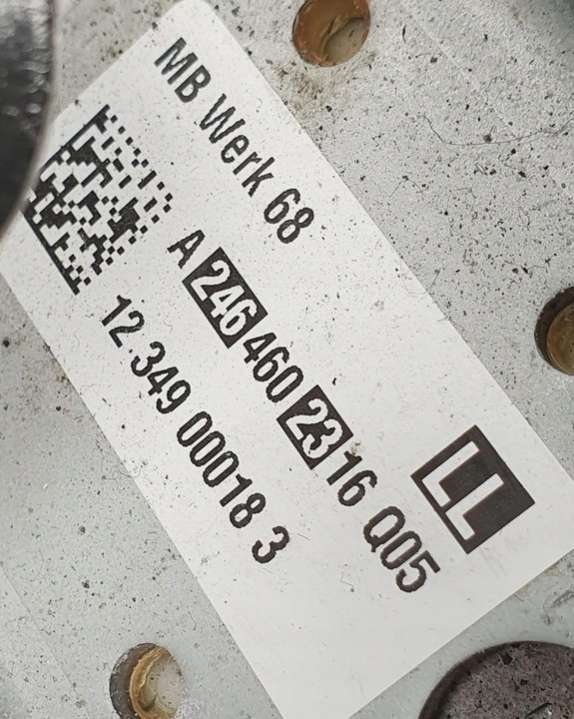 MB Werk 68
A 246 460 23 16 Q05
12.349 00018 3
LL